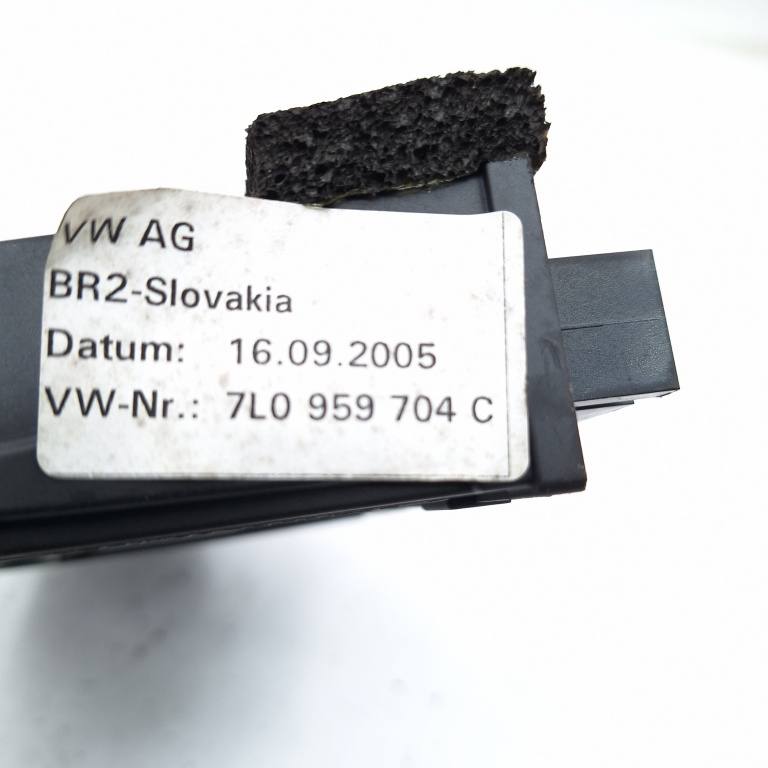 VW AG
BR2-Slovakia
Datum: 16.09.2005
VW-Nr.: 7L0 959 704 C